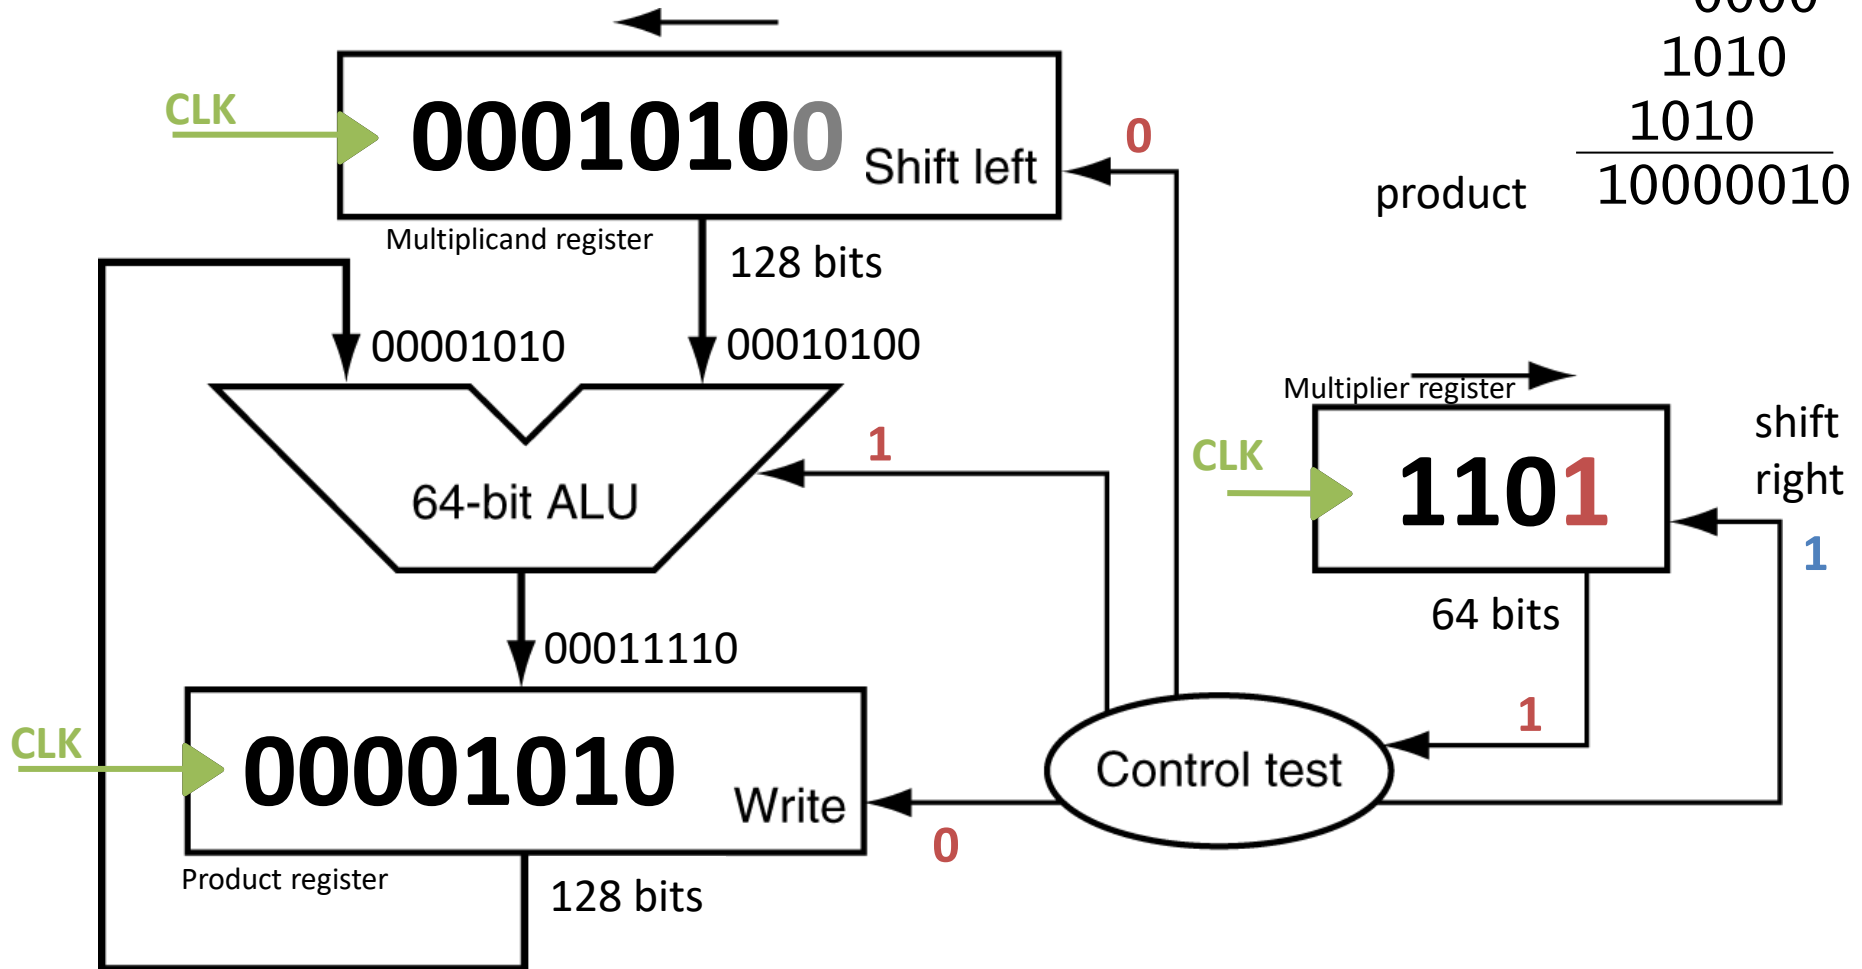 0000
1010
1010
product 10000010
CLK
00010100 Shift left
0
Multiplicand register
128 bits
00001010
00010100
1
64-bit ALU
Multiplier register
shift
right
CLK
1101
1
64 bits
00011110
1
CLK
00001010
Write
Control test
0
Product register
128 bits